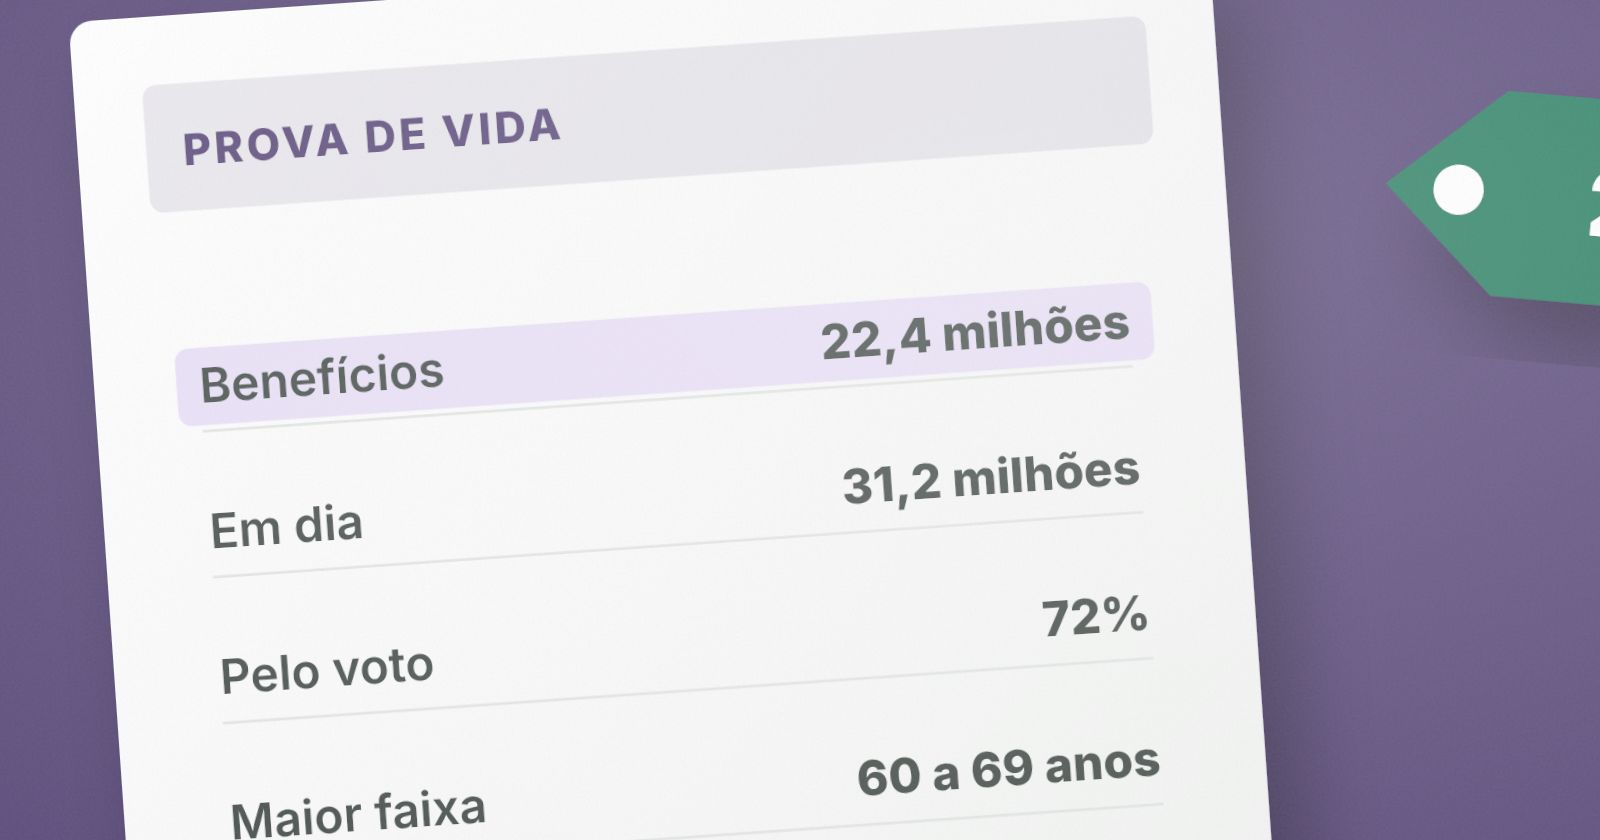 PROVA DE VIDA
Benefícios 22,4 milhões
Em dia 31,2 milhões
Pelo voto 72%
Maior faixa 60 a 69 anos